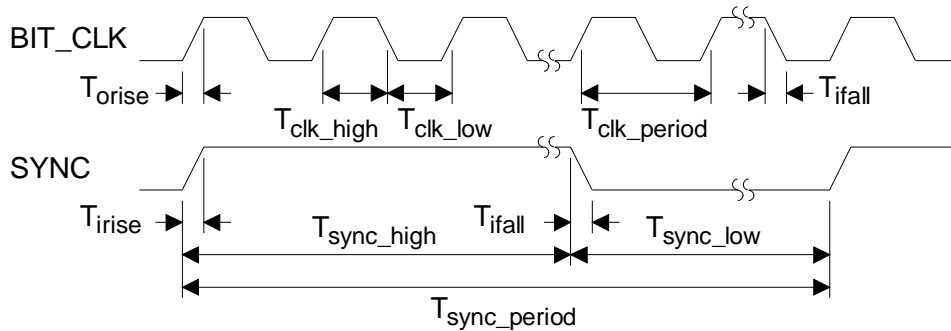 BIT_CLK
Torise
Tclk_high
Tclk_low
Tclk_period
Tifall
SYNC
Tirise
Tsync_high
Tifall
Tsync_low
Tsync_period